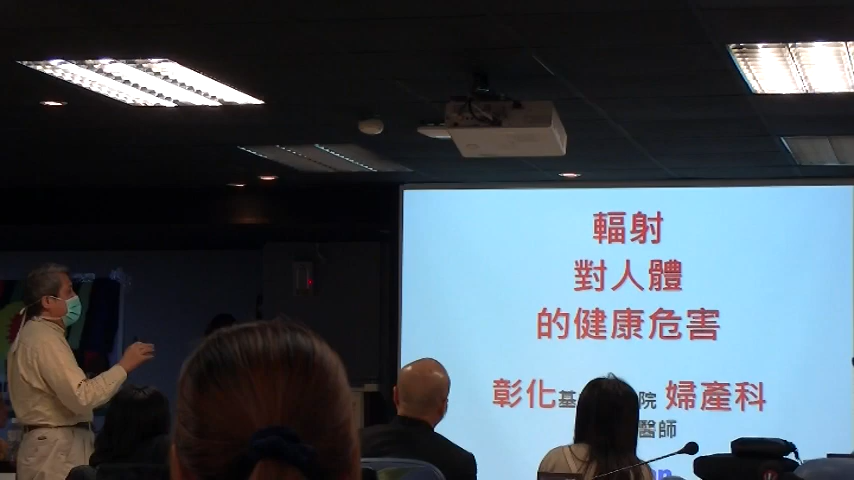 輻射
對人體
的健康危害
彰化基 院 婦產科
醫師